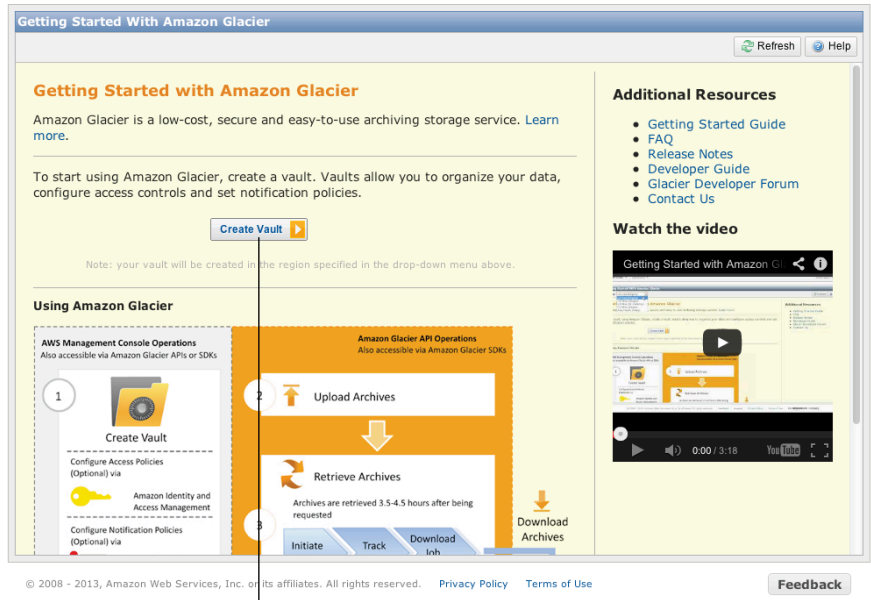 Getting Started With Amazon Glacier
Refresh
Help
Getting Started with Amazon Glacier
Amazon Glacier is a low-cost, secure and easy-to-use archiving storage service. Learn
more.
To start using Amazon Glacier, create a vault. Vaults allow you to organize your data,
configure access controls and set notification policies.
Create Vault
Note: your vault will be created in the region specified in the drop-down menu above.
Using Amazon Glacier
AWS Management Console Operations
Also accessible via Amazon Glacier APIs or SDKs
1
Create Vault
Configure Access Policies
(Optional) via
Amazon Identity and
Access Management
Configure Notification Policies
(Optional) via
Amazon Glacier API Operations
Also accessible via Amazon Glacier SDKs
2
Upload Archives
Retrieve Archives
Archives are retrieved 3.5-4.5 hours after being
requested
3
Initiate
Track
Download
Job
Download
Archives
Additional Resources
Getting Started Guide
FAQ
Release Notes
Developer Guide
Glacier Developer Forum
Contact Us
Watch the video
Getting Started with Amazon Gl
0:00 / 3:18
YouTube
© 2008 - 2013, Amazon Web Services, Inc. or its affiliates. All rights reserved.
Privacy Policy
Terms of Use
Feedback